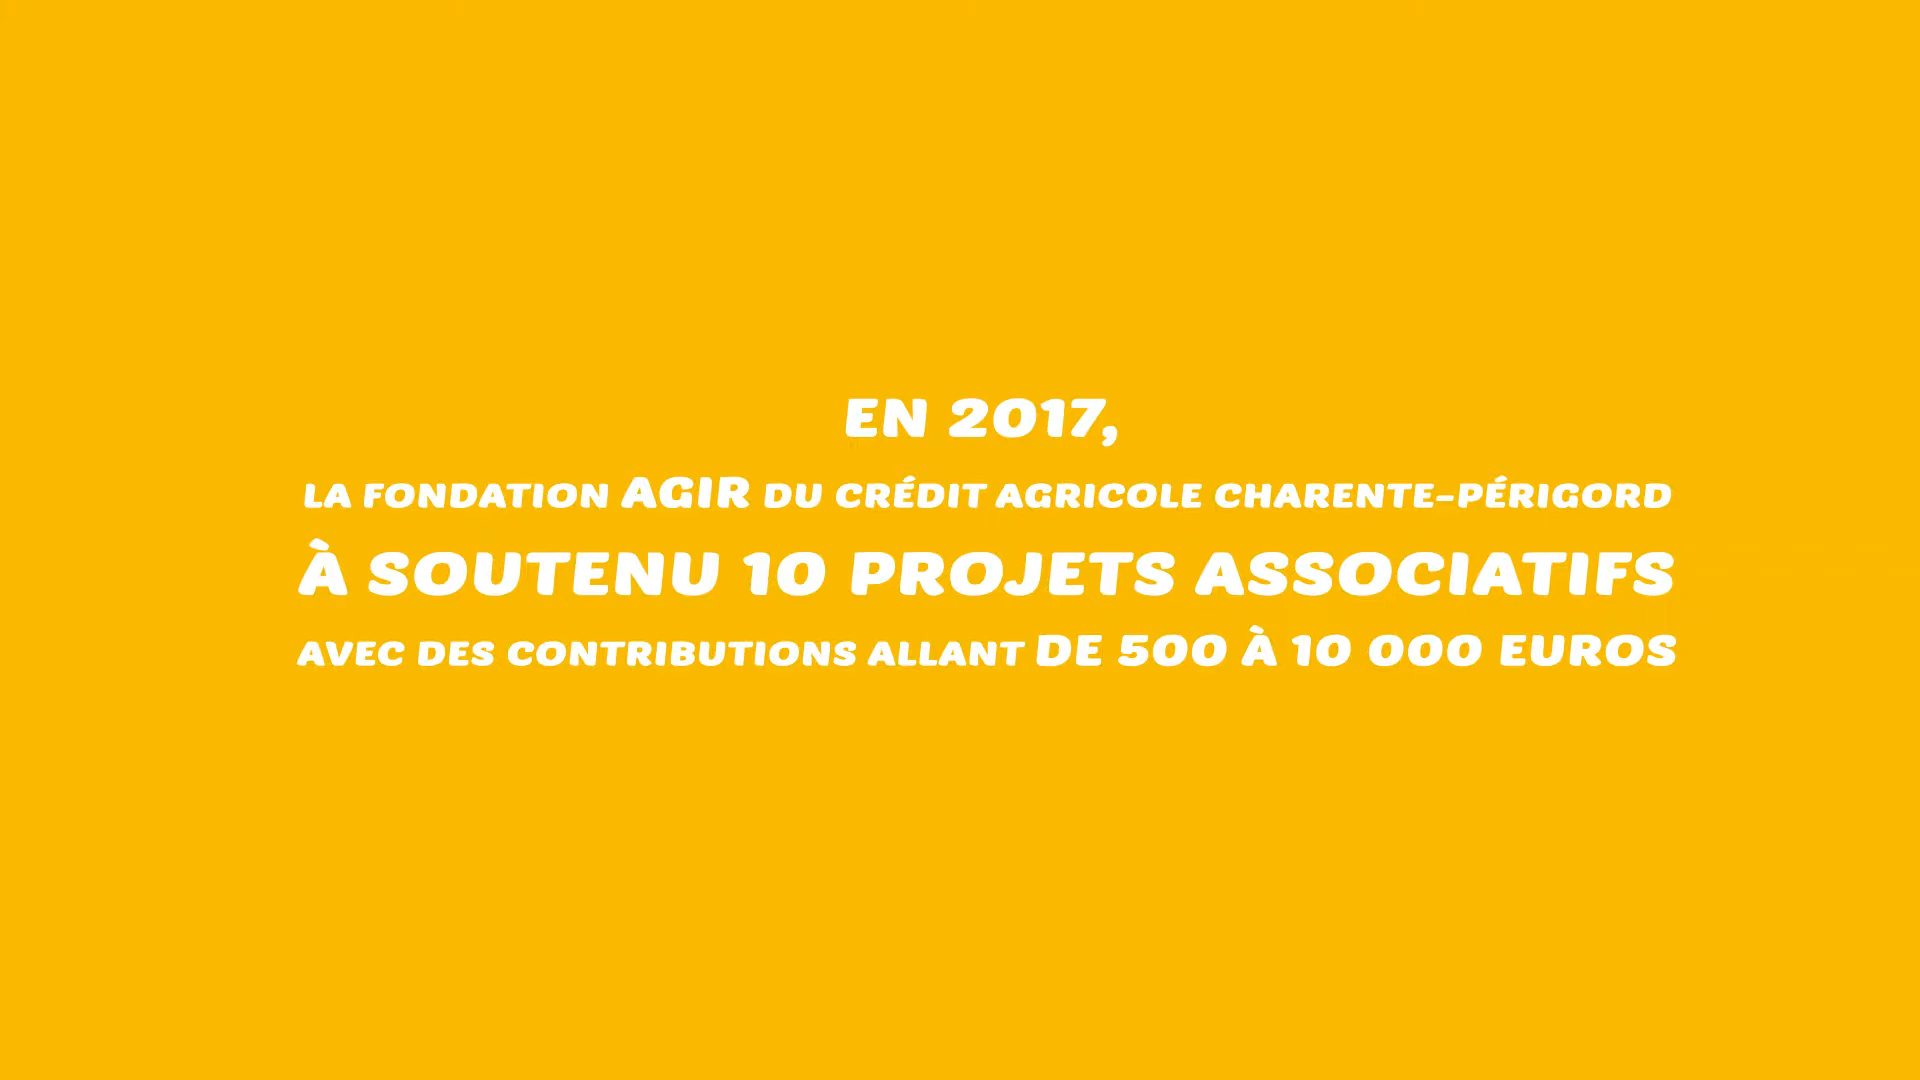 EN 2017,
LA FONDATION AGIR DU CRÉDIT AGRICOLE CHARENTE-PÉRIGORD
À SOUTENU 10 PROJETS ASSOCIATIFS
AVEC DES CONTRIBUTIONS ALLANT DE 500 À 10 000 EUROS